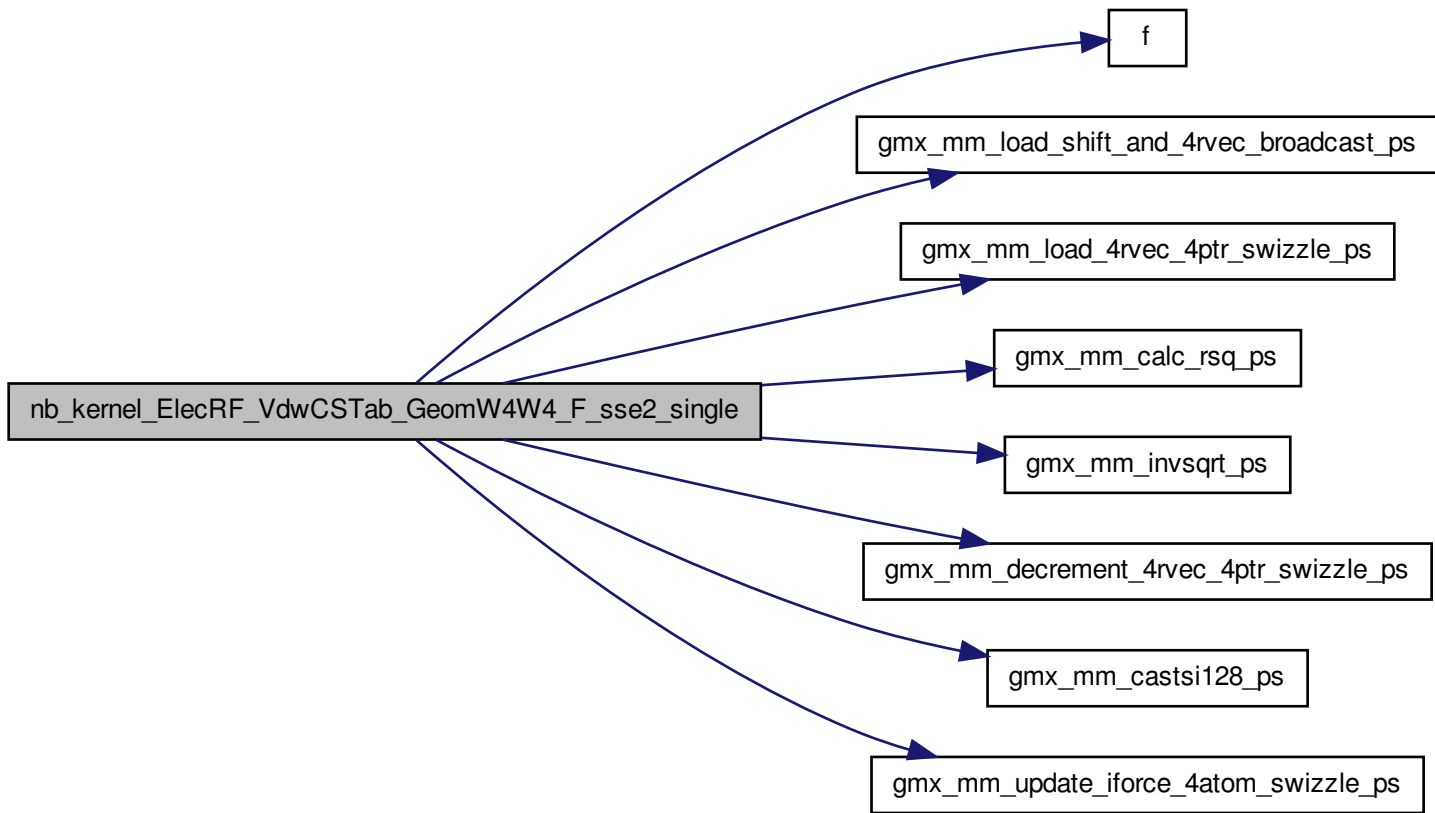 f
gmx_mm_load_shift_and_4rvec_broadcast_ps
gmx_mm_load_4rvec_4ptr_swizzle_ps
gmx_mm_calc_rsq_ps
nb_kernel_ElecRF_VdwCSTab_GeomW4W4_F_sse2_single
gmx_mm_invsqrt_ps
gmx_mm_decrement_4rvec_4ptr_swizzle_ps
gmx_mm_castsi128_ps
gmx_mm_update_iforce_4atom_swizzle_ps